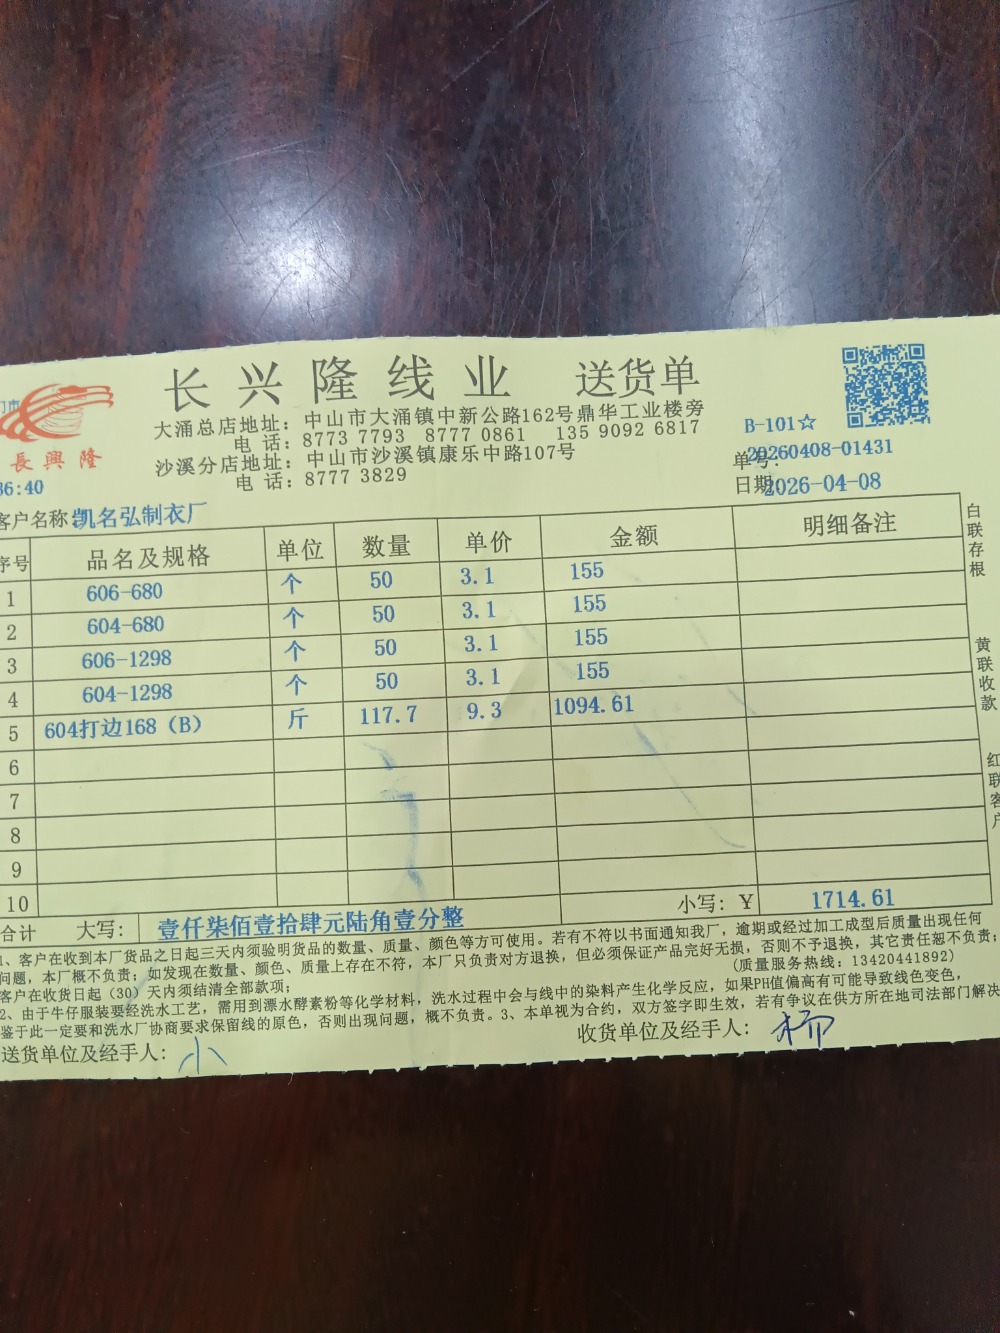 长兴隆线业 送货单
長興隆
大涌总店地址：中山市大涌镇中新公路162号鼎华工业楼旁
电 话：8773 7793 8777 0861 135 9092 6817
沙溪分店地址：中山市沙溪镇康乐中路107号
电 话：8777 3829
B-101☆
单号：20260408-01431
日期 2026-04-08
36:40
客户名称：凯名弘制衣厂
序号 品名及规格 单位 数量 单价 金额 明细备注
1 606-680 个 50 3.1 155
2 604-680 个 50 3.1 155
3 606-1298 个 50 3.1 155
4 604-1298 个 50 3.1 155
5 604打边168（B） 斤 117.7 9.3 1094.61
6
7
8
9
10
合计 大写： 壹仟柒佰壹拾肆元陆角壹分整 小写：Y 1714.61
白联存根
黄联收款
红联客户
1、客户在收到本厂货品之日起三天内须验明货品的数量、质量、颜色等方可使用。若有不符以书面通知我厂，逾期或经过加工成型后质量出现任何
问题，本厂概不负责；如发现在数量、颜色、质量上存在不符，本厂只负责对方退换，但必须保证产品完好无损，否则不予退换，其它责任恕不负责；
客户在收货日起（30）天内须结清全部款项； （质量服务热线：13420441892）
2、由于牛仔服装要经洗水工艺，需用到漂水酵素粉等化学材料，洗水过程中会与线中的染料产生化学反应，如果PH值偏高有可能导致线色变色，
鉴于此一定要和洗水厂协商要求保留线的原色，否则出现问题，概不负责。3、本单视为合约，双方签字即生效，若有争议在供方所在地司法部门解决
送货单位及经手人： 小
收货单位及经手人：